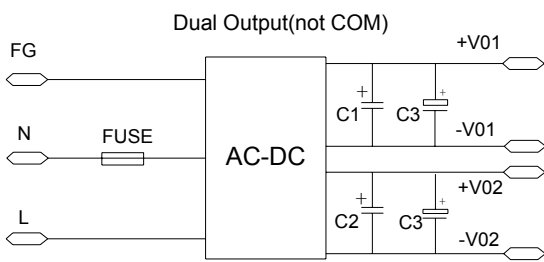 Dual Output(not COM)
FG
+V01
C1
C3
-V01
N
FUSE
AC-DC
+V02
L
C2
C3
-V02